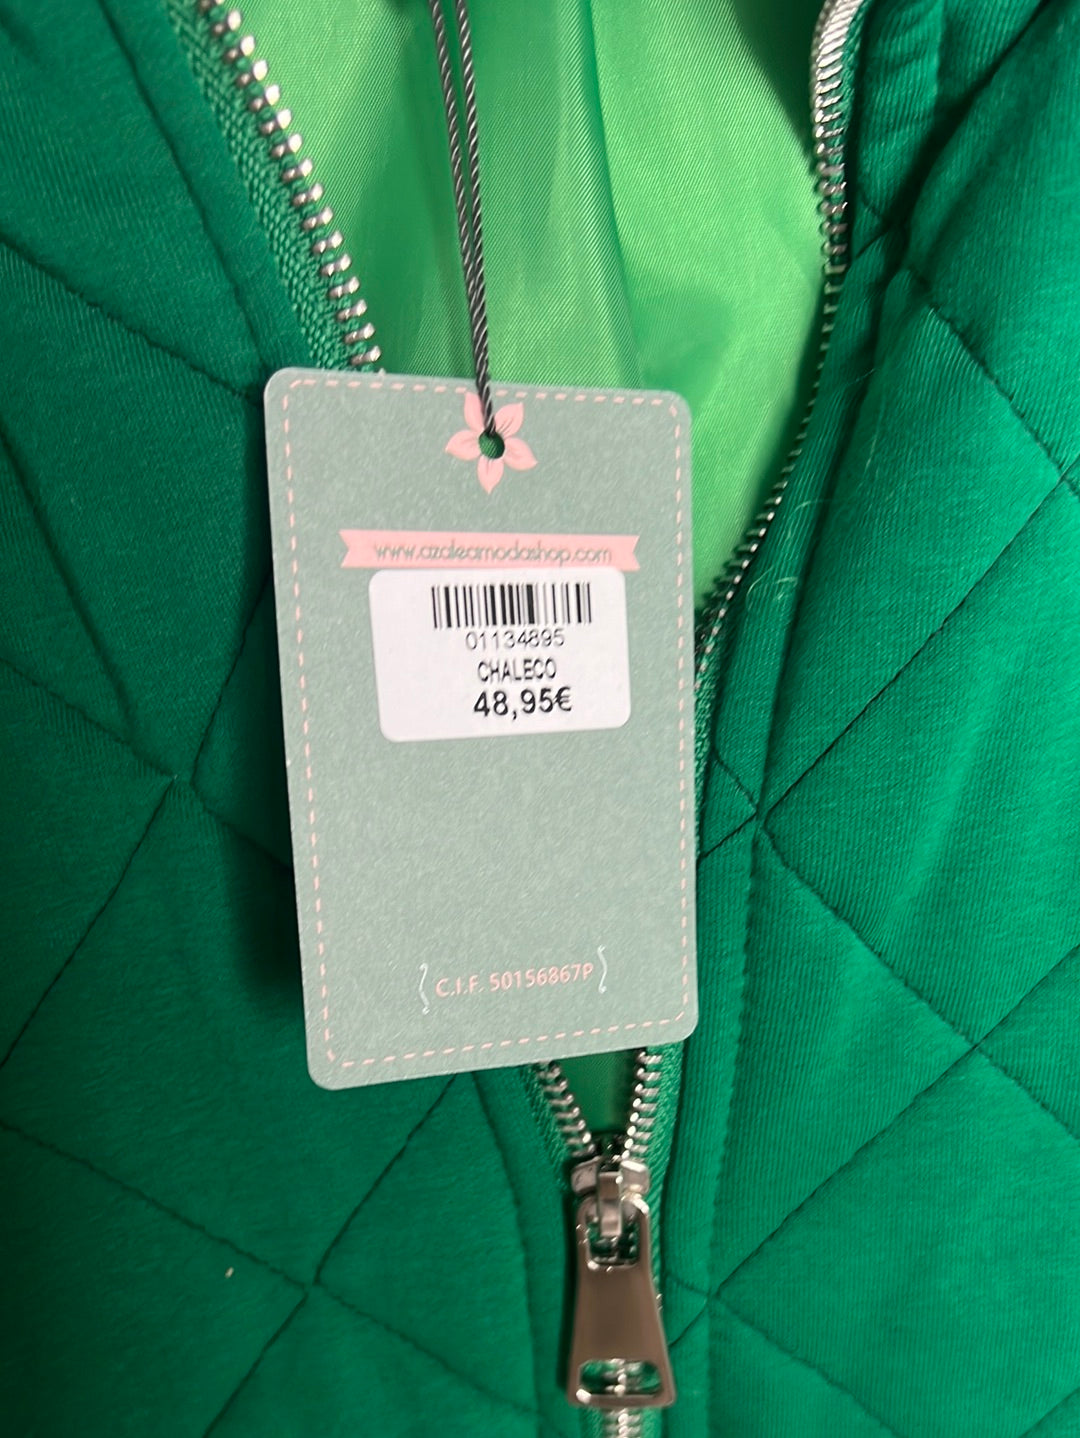 www.azaleamodashop.com
01134895
CHALECO
48,95€
C.I.F. 50156867P